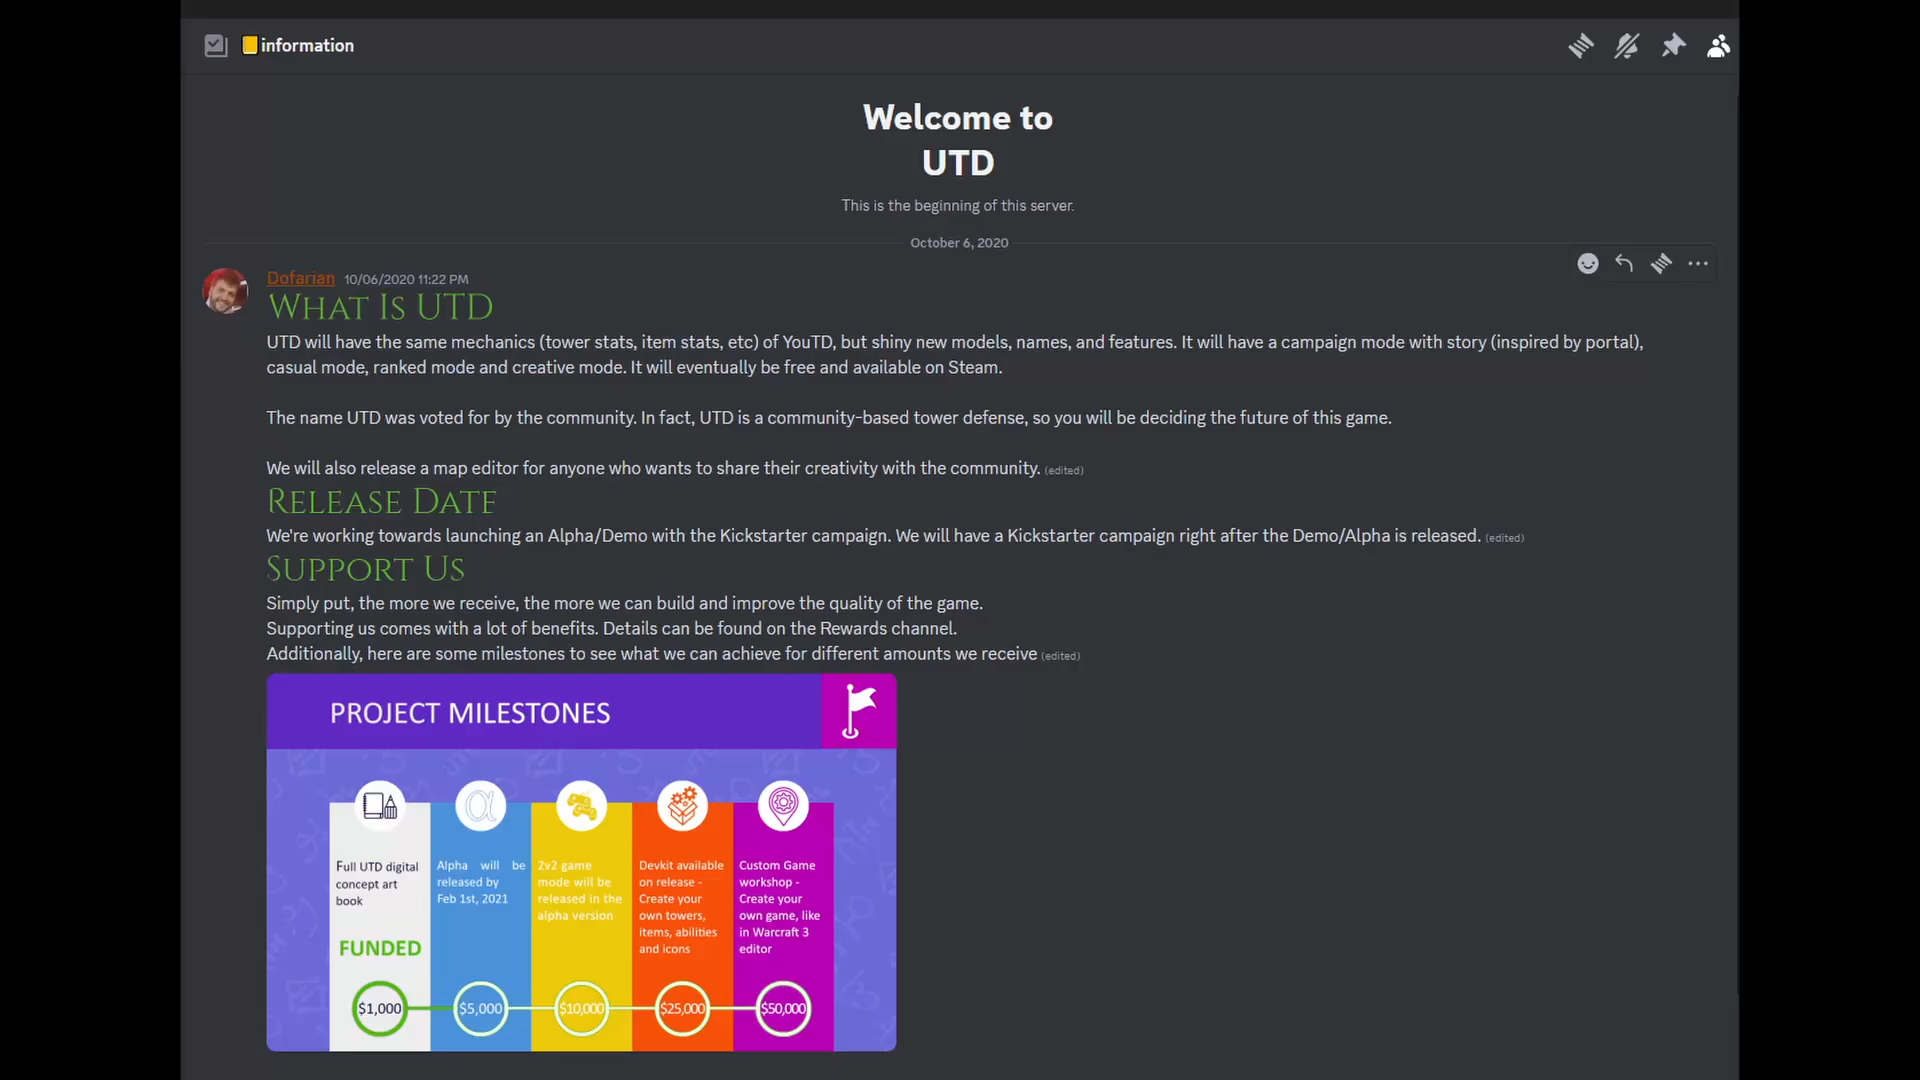 information
Welcome to
UTD
This is the beginning of this server.
October 6, 2020
Dofarian 10/06/2020 11:22 PM
What Is UTD
UTD will have the same mechanics (tower stats, item stats, etc) of YouTD, but shiny new models, names, and features. It will have a campaign mode with story (inspired by portal),
casual mode, ranked mode and creative mode. It will eventually be free and available on Steam.
The name UTD was voted for by the community. In fact, UTD is a community-based tower defense, so you will be deciding the future of this game.
We will also release a map editor for anyone who wants to share their creativity with the community. (edited)
Release Date
We're working towards launching an Alpha/Demo with the Kickstarter campaign. We will have a Kickstarter campaign right after the Demo/Alpha is released. (edited)
Support Us
Simply put, the more we receive, the more we can build and improve the quality of the game.
Supporting us comes with a lot of benefits. Details can be found on the Rewards channel.
Additionally, here are some milestones to see what we can achieve for different amounts we receive (edited)
PROJECT MILESTONES
α
Full UTD digital
concept art
book
FUNDED
$1,000
Alpha will be
released by
Feb 1st, 2021
$5,000
2v2 game
mode will be
released in the
alpha version
$10,000
Devkit available
on release -
Create your
own towers,
items, abilities
and icons
$25,000
Custom Game
workshop -
Create your
own game, like
in Warcraft 3
editor
$50,000